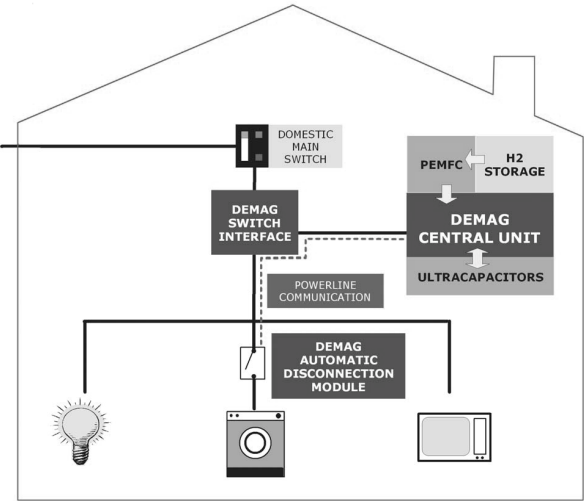 DOMESTIC
MAIN
SWITCH
PEMFC
H2
STORAGE
DEMAG
SWITCH
INTERFACE
DEMAG
CENTRAL UNIT
ULTRACAPACITORS
POWERLINE
COMMUNICATION
DEMAG
AUTOMATIC
DISCONNECTION
MODULE